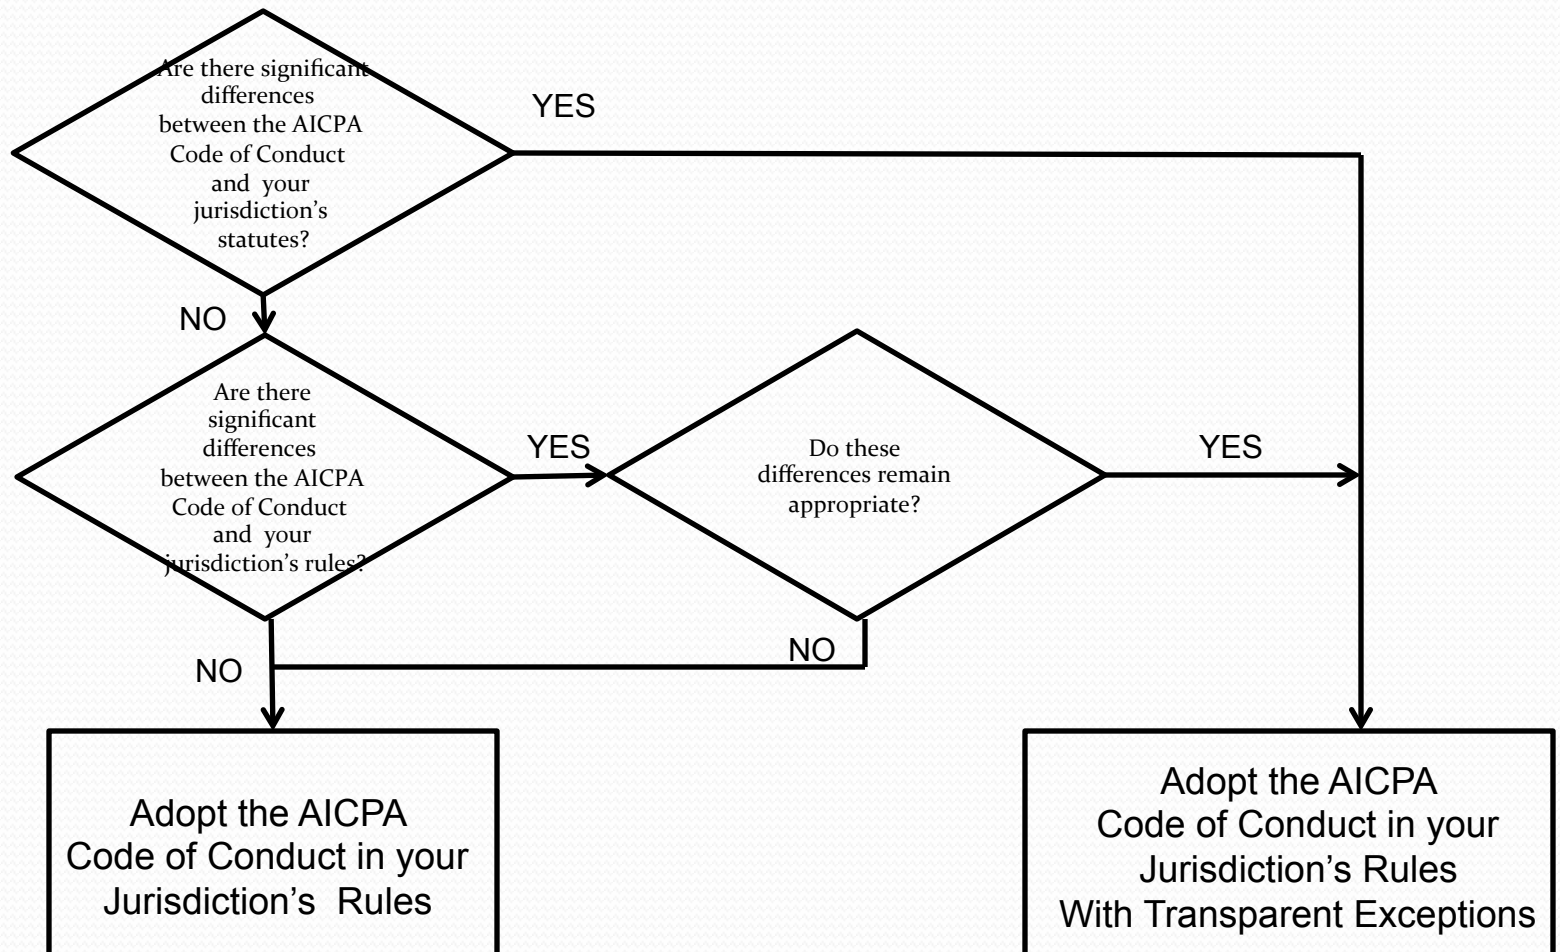 Are there significant
differences
between the AICPA
Code of Conduct
and your
jurisdiction's
statutes?
YES
NO
Are there
significant
differences
between the AICPA
Code of Conduct
and your
jurisdiction's rules?
YES
Do these
differences remain
appropriate?
YES
NO
NO
Adopt the AICPA
Code of Conduct in your
Jurisdiction's Rules
Adopt the AICPA
Code of Conduct in your
Jurisdiction's Rules
With Transparent Exceptions